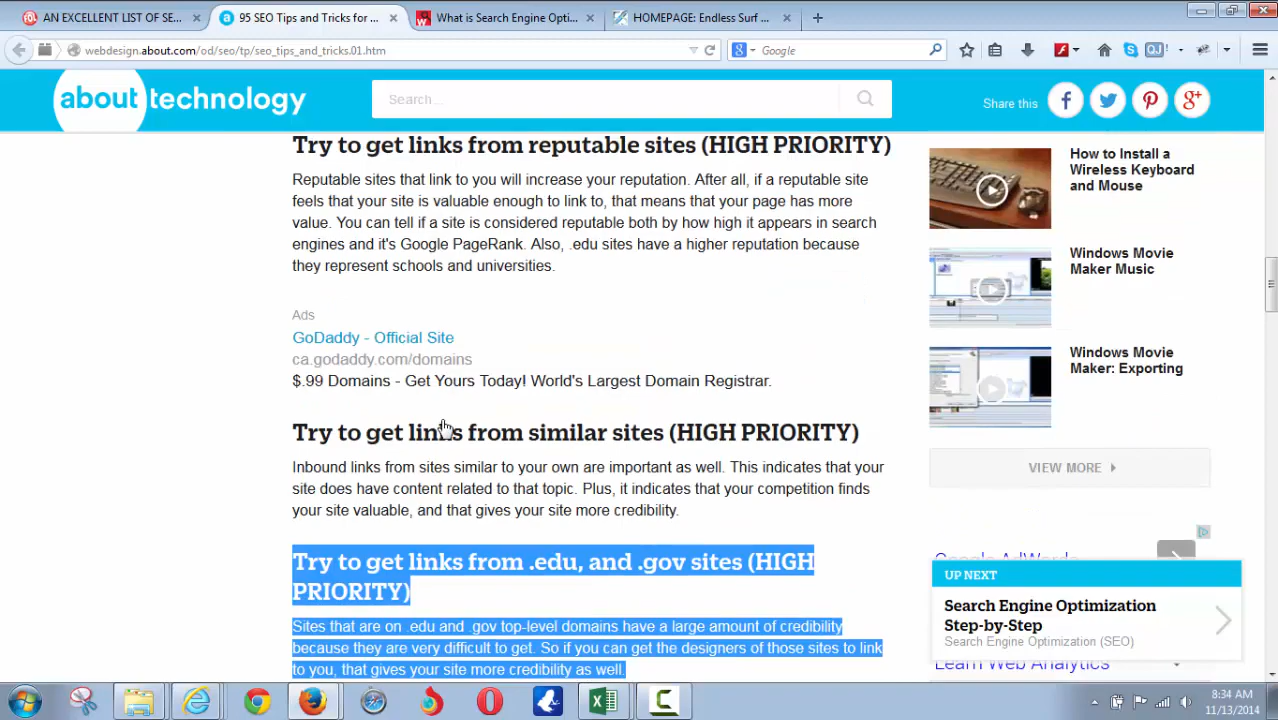 AN EXCELLENT LIST OF SE...
95 SEO Tips and Tricks for ...
What is Search Engine Opti...
HOMEPAGE: Endless Surf ...
webdesign.about.com/od/seo/tp/seo_tips_and_tricks.01.htm
Google
about technology
Search...
Share this
Try to get links from reputable sites (HIGH PRIORITY)
Reputable sites that link to you will increase your reputation. After all, if a reputable site
feels that your site is valuable enough to link to, that means that your page has more
value. You can tell if a site is considered reputable both by how high it appears in search
engines and it's Google PageRank. Also, .edu sites have a higher reputation because
they represent schools and universities.
Ads
GoDaddy - Official Site
ca.godaddy.com/domains
$.99 Domains - Get Yours Today! World's Largest Domain Registrar.
Try to get links from similar sites (HIGH PRIORITY)
Inbound links from sites similar to your own are important as well. This indicates that your
site does have content related to that topic. Plus, it indicates that your competition finds
your site valuable, and that gives your site more credibility.
Try to get links from .edu, and .gov sites (HIGH
PRIORITY)
Sites that are on .edu and .gov top-level domains have a large amount of credibility
because they are very difficult to get. So if you can get the designers of those sites to link
to you, that gives your site more credibility as well.
How to Install a
Wireless Keyboard
and Mouse
Windows Movie
Maker Music
Windows Movie
Maker: Exporting
VIEW MORE
Google AdWords
UP NEXT
Search Engine Optimization
Step-by-Step
Search Engine Optimization (SEO)
Learn Web Analytics
8:34 AM
11/13/2014